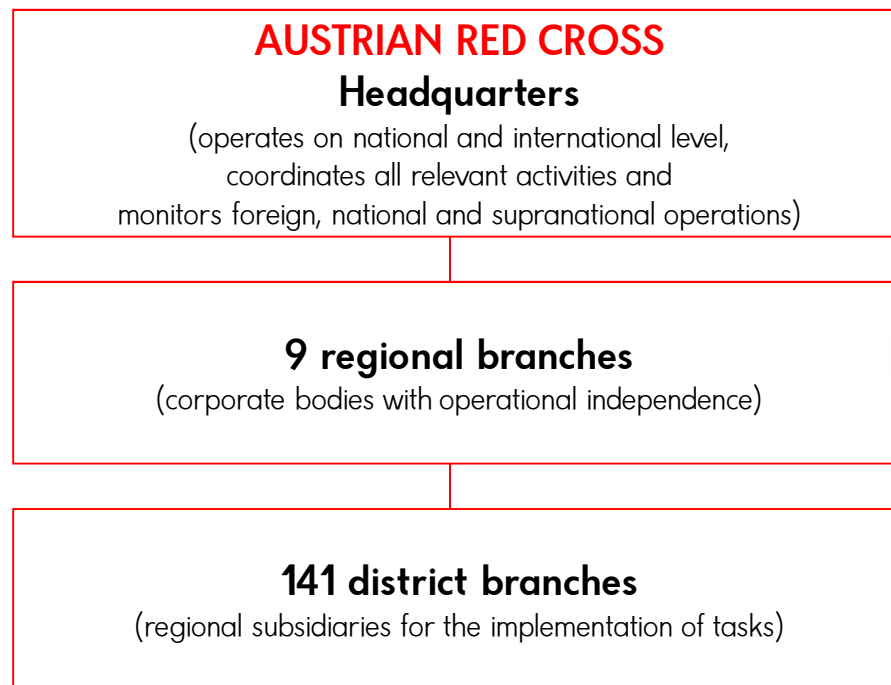 AUSTRIAN RED CROSS
Headquarters
(operates on national and international level,
coordinates all relevant activities and
monitors foreign, national and supranational operations)
9 regional branches
(corporate bodies with operational independence)
141 district branches
(regional subsidiaries for the implementation of tasks)